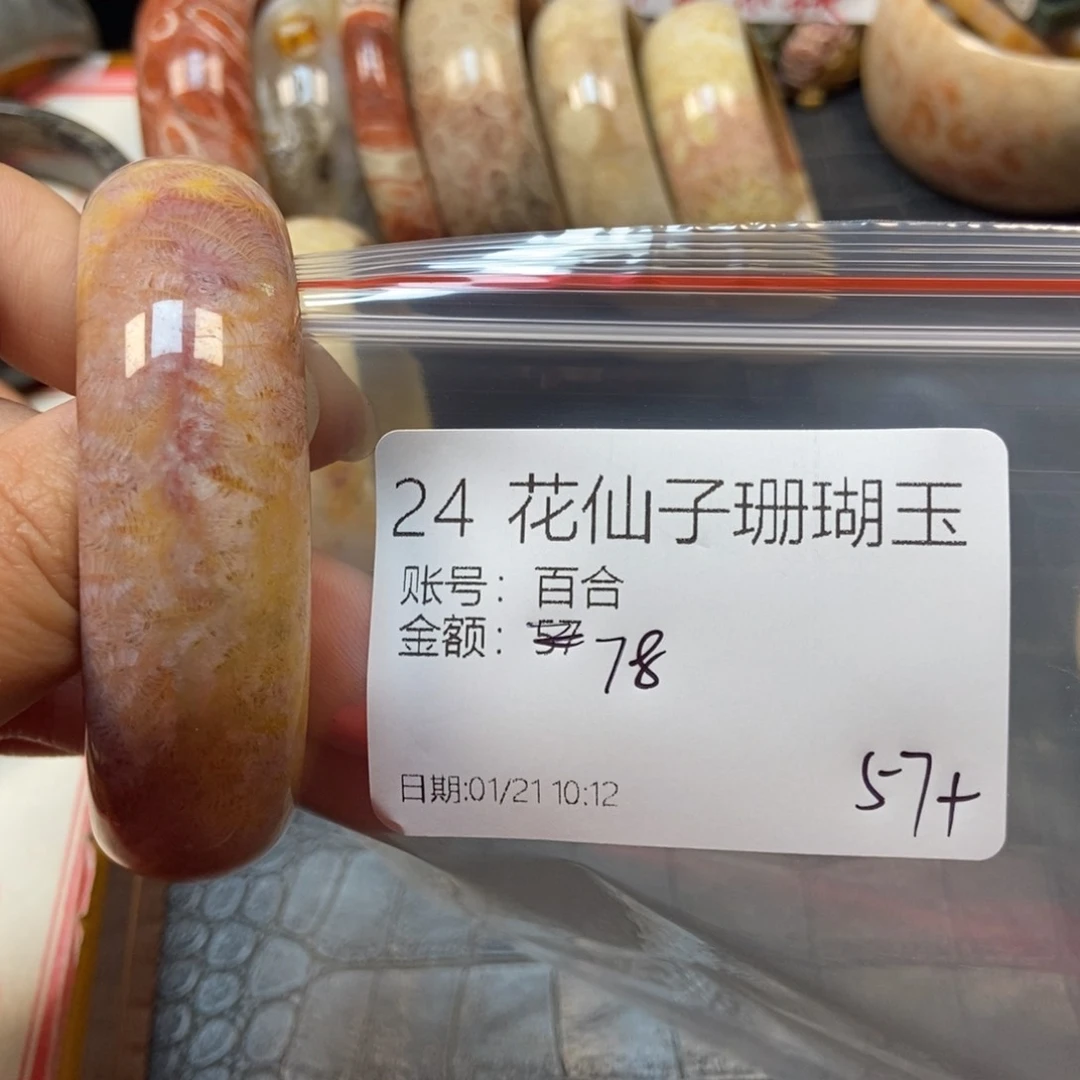 24 花仙子珊瑚玉
账号：百合
金额：57 78
日期:01/21 10:12
57+